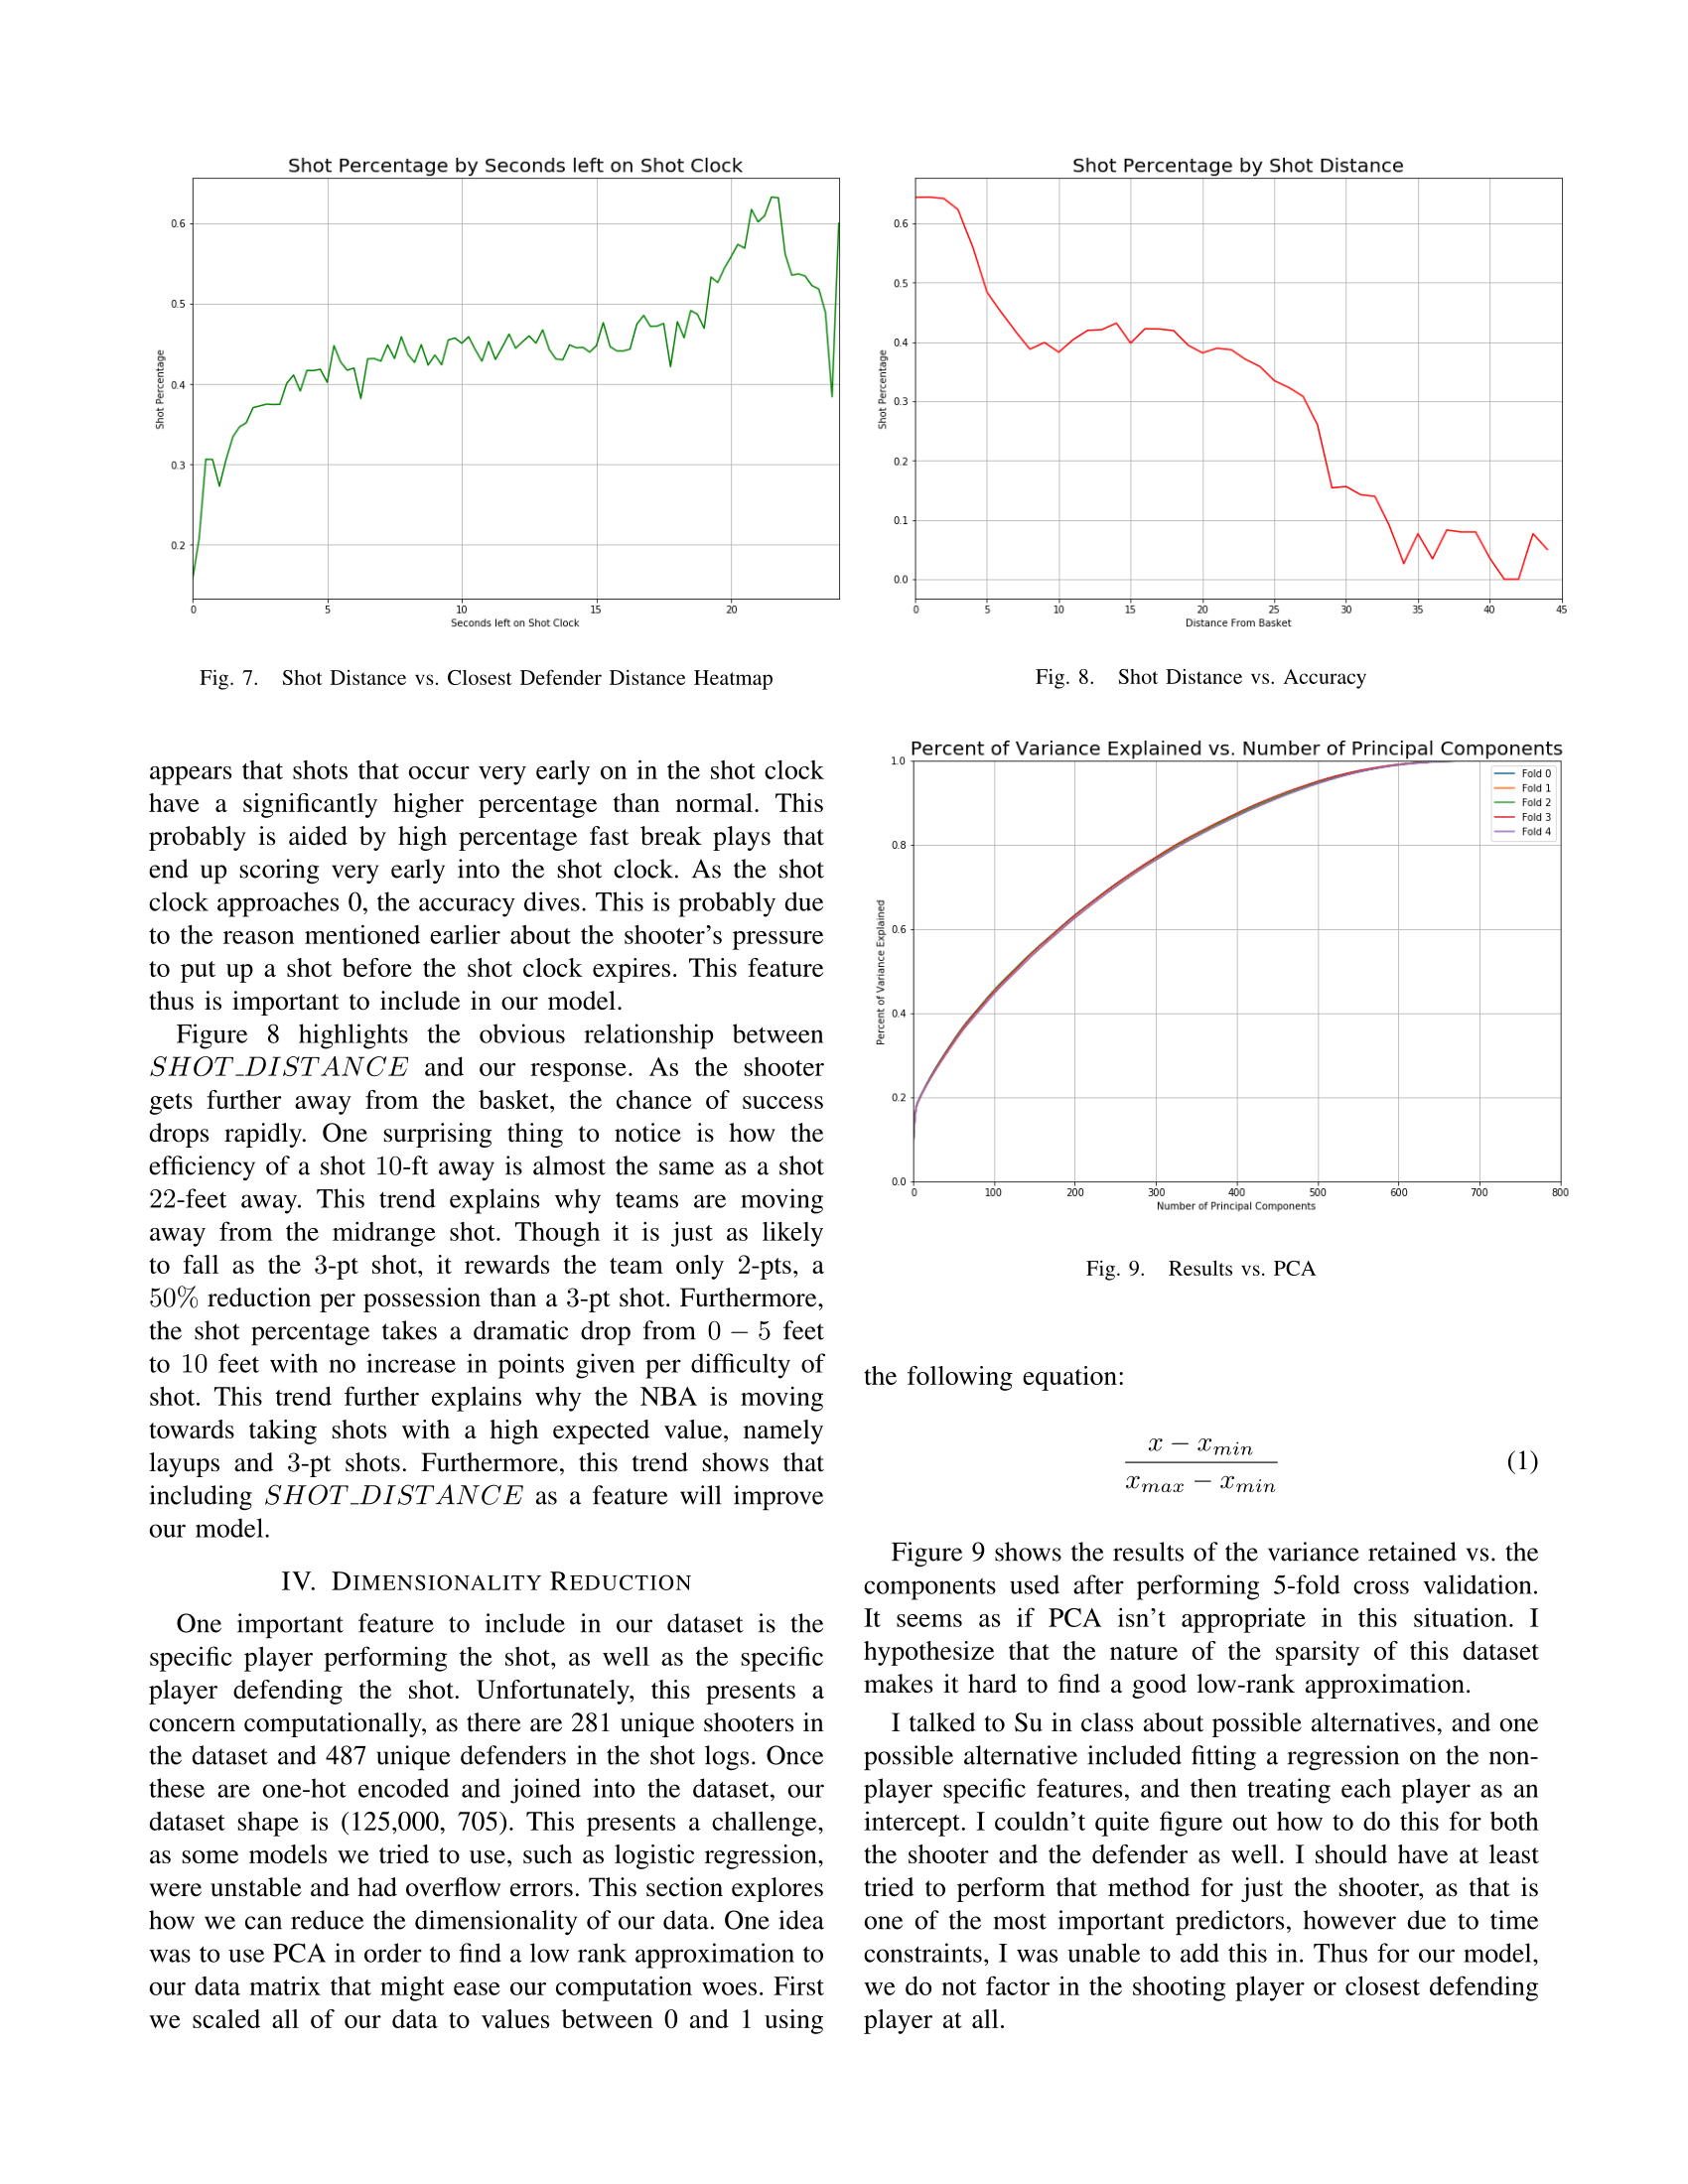 Shot Percentage by Seconds left on Shot Clock
0.6
0.5
0.4
0.3
0.2
Shot Percentage
0 5 10 15 20
Seconds left on Shot Clock
Fig. 7. Shot Distance vs. Closest Defender Distance Heatmap
appears that shots that occur very early on in the shot clock
have a significantly higher percentage than normal. This
probably is aided by high percentage fast break plays that
end up scoring very early into the shot clock. As the shot
clock approaches 0, the accuracy dives. This is probably due
to the reason mentioned earlier about the shooter's pressure
to put up a shot before the shot clock expires. This feature
thus is important to include in our model.
Figure 8 highlights the obvious relationship between
SHOT_DISTANCE and our response. As the shooter
gets further away from the basket, the chance of success
drops rapidly. One surprising thing to notice is how the
efficiency of a shot 10-ft away is almost the same as a shot
22-feet away. This trend explains why teams are moving
away from the midrange shot. Though it is just as likely
to fall as the 3-pt shot, it rewards the team only 2-pts, a
50% reduction per possession than a 3-pt shot. Furthermore,
the shot percentage takes a dramatic drop from 0 − 5 feet
to 10 feet with no increase in points given per difficulty of
shot. This trend further explains why the NBA is moving
towards taking shots with a high expected value, namely
layups and 3-pt shots. Furthermore, this trend shows that
including SHOT_DISTANCE as a feature will improve
our model.
IV. DIMENSIONALITY REDUCTION
One important feature to include in our dataset is the
specific player performing the shot, as well as the specific
player defending the shot. Unfortunately, this presents a
concern computationally, as there are 281 unique shooters in
the dataset and 487 unique defenders in the shot logs. Once
these are one-hot encoded and joined into the dataset, our
dataset shape is (125,000, 705). This presents a challenge,
as some models we tried to use, such as logistic regression,
were unstable and had overflow errors. This section explores
how we can reduce the dimensionality of our data. One idea
was to use PCA in order to find a low rank approximation to
our data matrix that might ease our computation woes. First
we scaled all of our data to values between 0 and 1 using
Shot Percentage by Shot Distance
0.6
0.5
0.4
0.3
0.2
0.1
0.0
Shot Percentage
0 5 10 15 20 25 30 35 40 45
Distance From Basket
Fig. 8. Shot Distance vs. Accuracy
Percent of Variance Explained vs. Number of Principal Components
1.0
0.8
0.6
0.4
0.2
0.0
Percent of Variance Explained
Fold 0
Fold 1
Fold 2
Fold 3
Fold 4
0 100 200 300 400 500 600 700 800
Number of Principal Components
Fig. 9. Results vs. PCA
the following equation:
x − x_min
x_max − x_min
(1)
Figure 9 shows the results of the variance retained vs. the
components used after performing 5-fold cross validation.
It seems as if PCA isn't appropriate in this situation. I
hypothesize that the nature of the sparsity of this dataset
makes it hard to find a good low-rank approximation.
I talked to Su in class about possible alternatives, and one
possible alternative included fitting a regression on the non-
player specific features, and then treating each player as an
intercept. I couldn't quite figure out how to do this for both
the shooter and the defender as well. I should have at least
tried to perform that method for just the shooter, as that is
one of the most important predictors, however due to time
constraints, I was unable to add this in. Thus for our model,
we do not factor in the shooting player or closest defending
player at all.